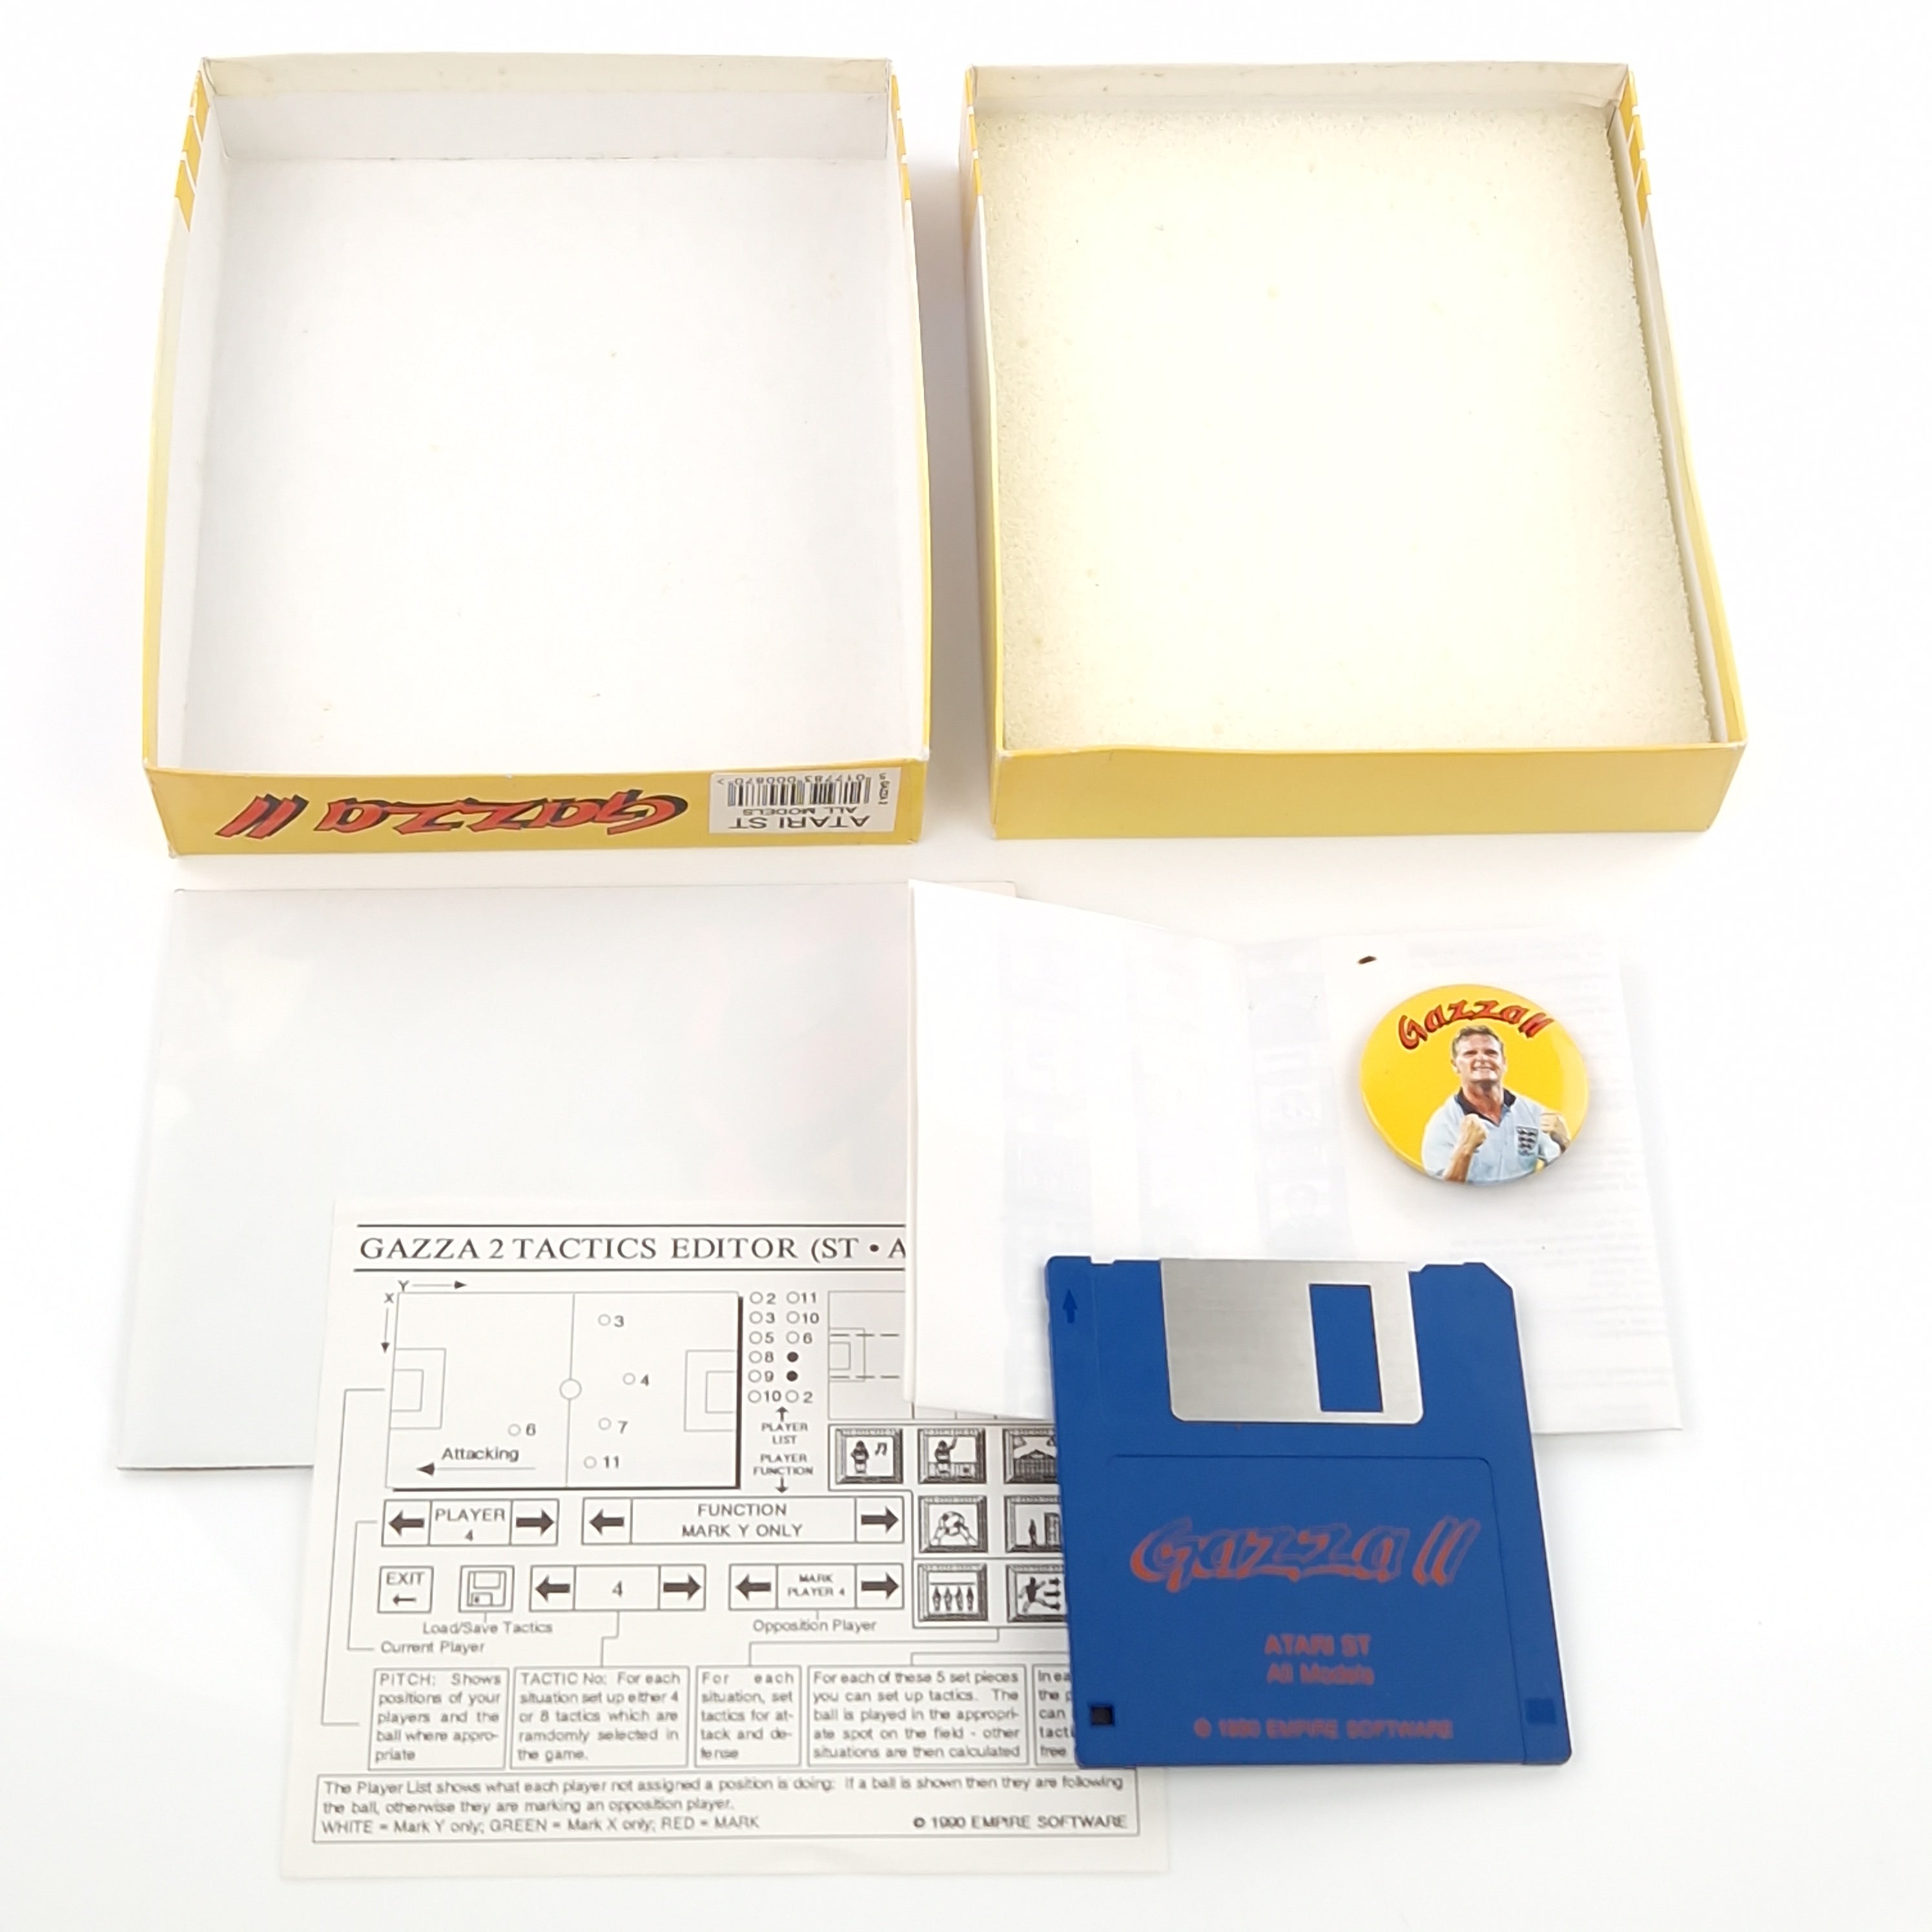 Gazza II
ATARI ST
ALL MODELS
017783 000670 >
Gazza II
GAZZA 2 TACTICS EDITOR (ST • A
Y
X
3
4
6
7
11
Attacking
2 11
3 10
5 6
8
9
10 2
PLAYER
LIST
PLAYER
FUNCTION
PLAYER
4
FUNCTION
MARK Y ONLY
EXIT
4
MARK
PLAYER 4
Load/Save Tactics
Opposition Player
Current Player
PITCH: Shows
positions of your
players and the
ball where appro-
priate
TACTIC No: For each
situation set up either 4
or 8 tactics which are
ramdomly selected in
the game.
For each
situation, set
tactics for at-
tack and de-
fense
For each of these 5 set pieces
you can set up tactics. The
ball is played in the appropri-
ate spot on the field - other
situations are then calculated
In ea
the p
can
tacti
free
The Player List shows what each player not assigned a position is doing: If a ball is shown then they are following
the ball, otherwise they are marking an opposition player.
WHITE = Mark Y only; GREEN = Mark X only; RED = MARK
© 1990 EMPIRE SOFTWARE
Gazza II
ATARI ST
All Models
© 1990 EMPIRE SOFTWARE